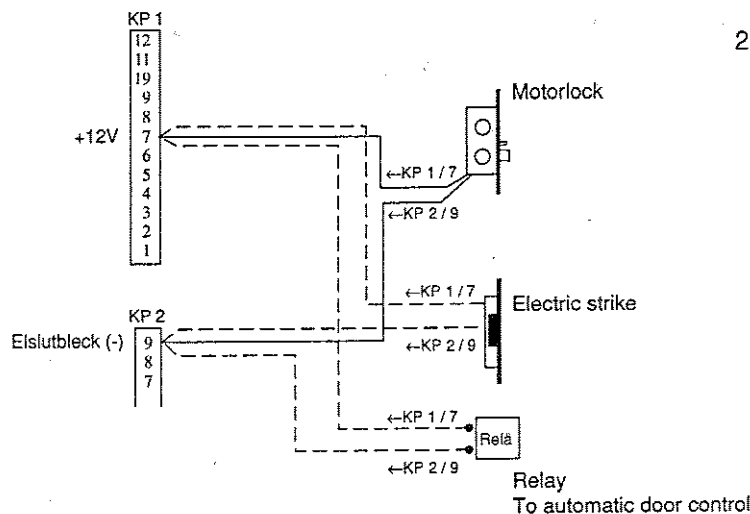 KP 1
2
12
11
19
9
8
+12V 7
6
5
4
3
2
1
Motorlock
←KP 1 / 7
←KP 2 / 9
KP 2
Elslutbleck (-) 9
8
7
←KP 1 / 7
Electric strike
←KP 2 / 9
←KP 1 / 7
Relä
←KP 2 / 9
Relay
To automatic door control